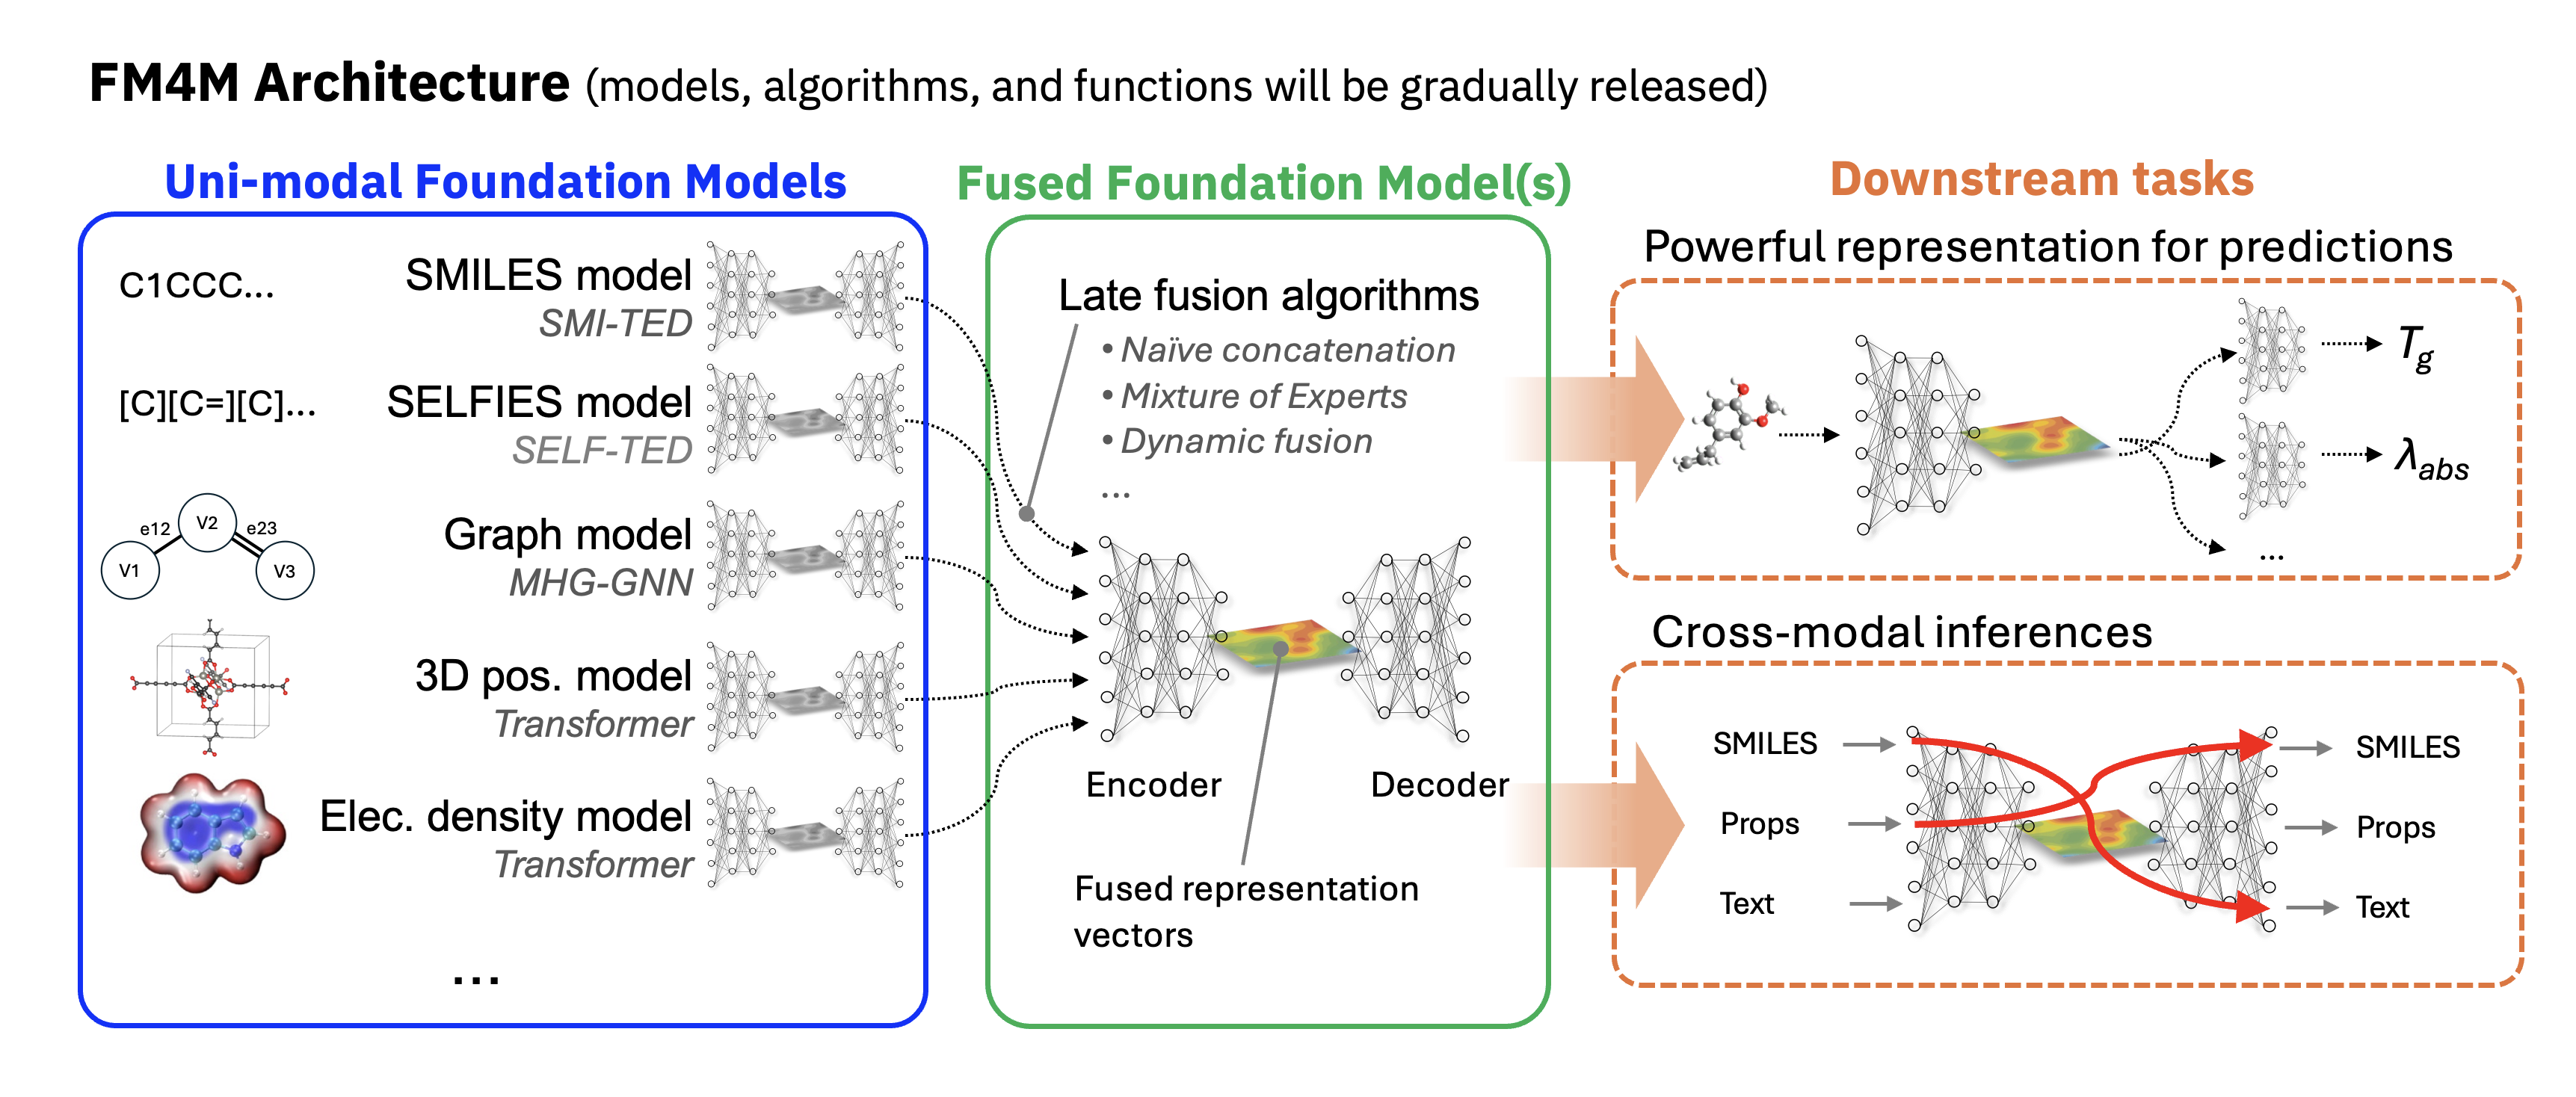 FM4M Architecture (models, algorithms, and functions will be gradually released)
Uni-modal Foundation Models
C1CCC...
SMILES model
SMI-TED
[C][C=][C]...
SELFIES model
SELF-TED
V1
e12
V2
e23
V3
Graph model
MHG-GNN
3D pos. model
Transformer
Elec. density model
Transformer
...
Fused Foundation Model(s)
Late fusion algorithms
• Naïve concatenation
• Mixture of Experts
• Dynamic fusion
...
Encoder
Decoder
Fused representation
vectors
Downstream tasks
Powerful representation for predictions
Tg
λabs
...
Cross-modal inferences
SMILES
Props
Text
SMILES
Props
Text